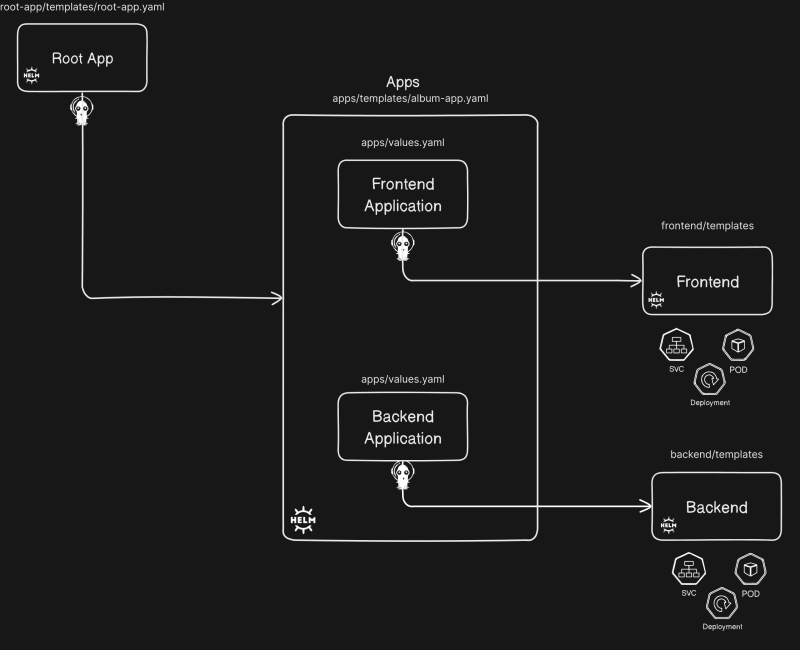 root-app/templates/root-app.yaml
Root App
HELM
Apps
apps/templates/album-app.yaml
apps/values.yaml
Frontend
Application
frontend/templates
Frontend
HELM
SVC
POD
Deployment
apps/values.yaml
Backend
Application
HELM
backend/templates
Backend
HELM
SVC
POD
Deployment